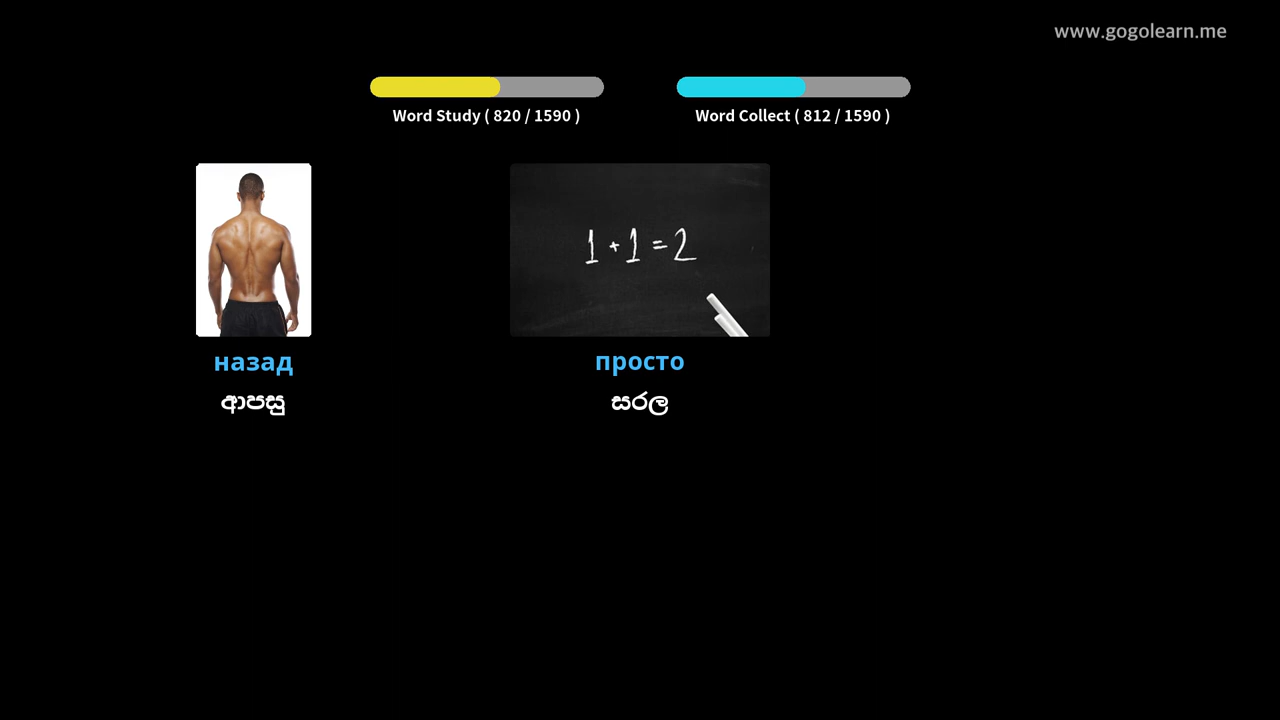 www.gogolearn.me
Word Study ( 820 / 1590 )
Word Collect ( 812 / 1590 )
1 + 1 = 2
назад
просто
ආපසු
සරල